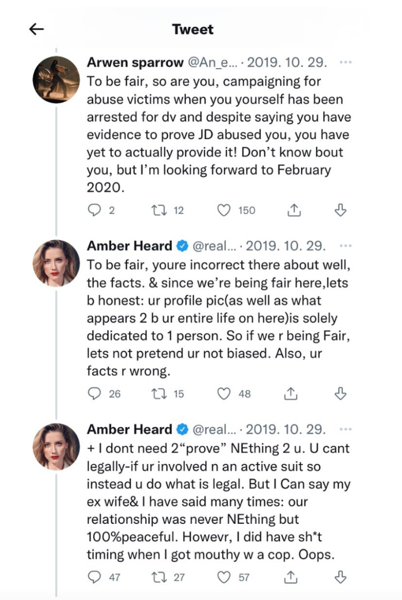 Tweet
Arwen sparrow @An_e... · 2019. 10. 29. ...
To be fair, so are you, campaigning for
abuse victims when you yourself has been
arrested for dv and despite saying you have
evidence to prove JD abused you, you have
yet to actually provide it! Don't know bout
you, but I'm looking forward to February
2020.
2 12 150
Amber Heard @real... · 2019. 10. 29. ...
To be fair, youre incorrect there about well,
the facts. & since we're being fair here,lets
b honest: ur profile pic(as well as what
appears 2 b ur entire life on here)is solely
dedicated to 1 person. So if we r being Fair,
lets not pretend ur not biased. Also, ur
facts r wrong.
26 15 48
Amber Heard @real... · 2019. 10. 29. ...
+ I dont need 2"prove" NEthing 2 u. U cant
legally-if ur involved n an active suit so
instead u do what is legal. But I Can say my
ex wife& I have said many times: our
relationship was never NEthing but
100%peaceful. Howevr, I did have sh*t
timing when I got mouthy w a cop. Oops.
47 27 57